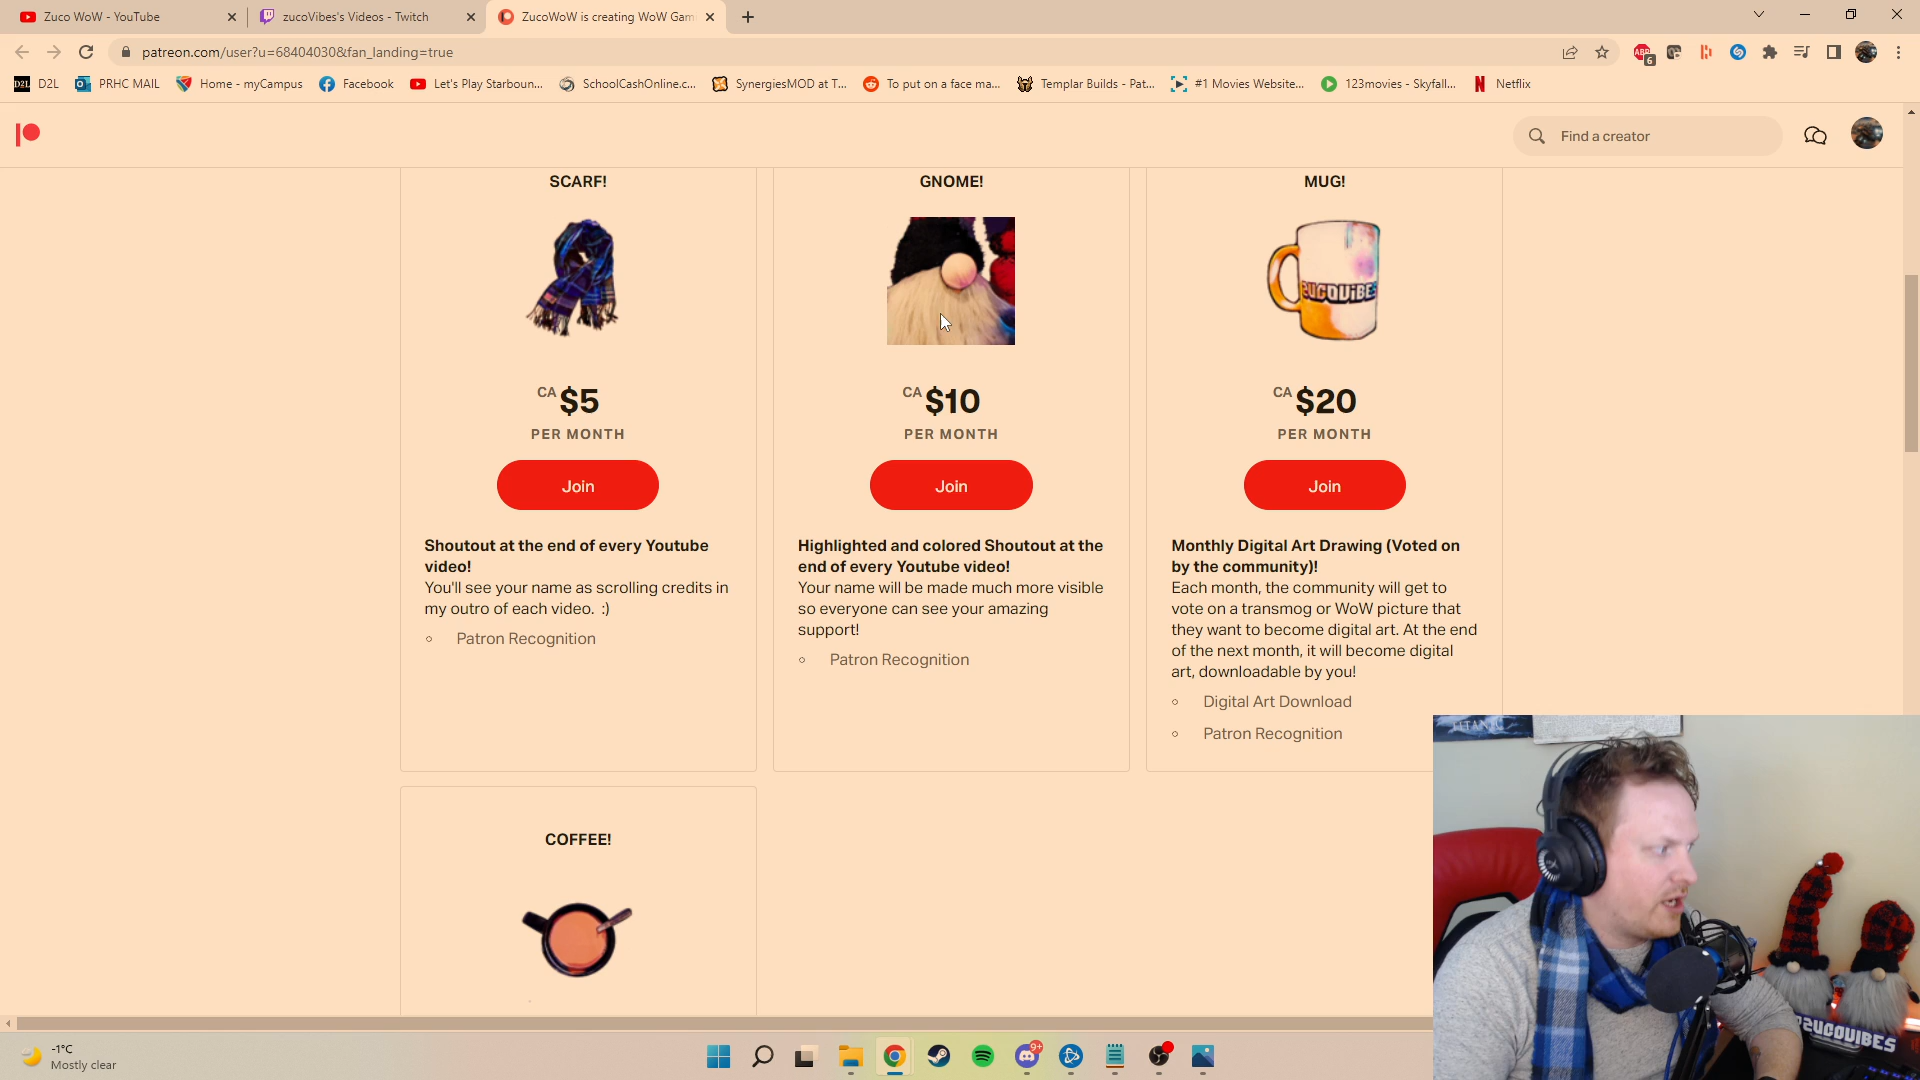 Zuco WoW - YouTube
zucoVibes's Videos - Twitch
ZucoWoW is creating WoW Gam
patreon.com/user?u=68404030&fan_landing=true
ABP
6
D2L D2L
PRHC MAIL
Home - myCampus
Facebook
Let's Play Starboun...
SchoolCashOnline.c...
SynergiesMOD at T...
To put on a face ma...
Templar Builds - Pat...
#1 Movies Website...
123movies - Skyfall...
Netflix
Find a creator
SCARF!
CA $5
PER MONTH
Join
Shoutout at the end of every Youtube
video!
You'll see your name as scrolling credits in
my outro of each video. :)
Patron Recognition
GNOME!
CA $10
PER MONTH
Join
Highlighted and colored Shoutout at the
end of every Youtube video!
Your name will be made much more visible
so everyone can see your amazing
support!
Patron Recognition
MUG!
ZUCOVIBES
CA $20
PER MONTH
Join
Monthly Digital Art Drawing (Voted on
by the community)!
Each month, the community will get to
vote on a transmog or WoW picture that
they want to become digital art. At the end
of the next month, it will become digital
art, downloadable by you!
Digital Art Download
Patron Recognition
COFFEE!
TITANIC
ZUCOVIBES
-1°C
Mostly clear
9+